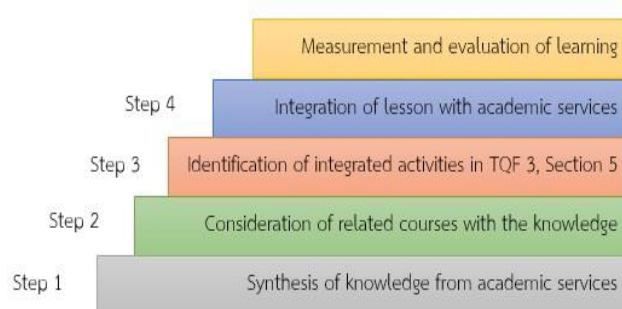 Measurement and evaluation of learning
Step 4 Integration of lesson with academic services
Step 3 Identification of integrated activities in TQF 3, Section 5
Step 2 Consideration of related courses with the knowledge
Step 1 Synthesis of knowledge from academic services